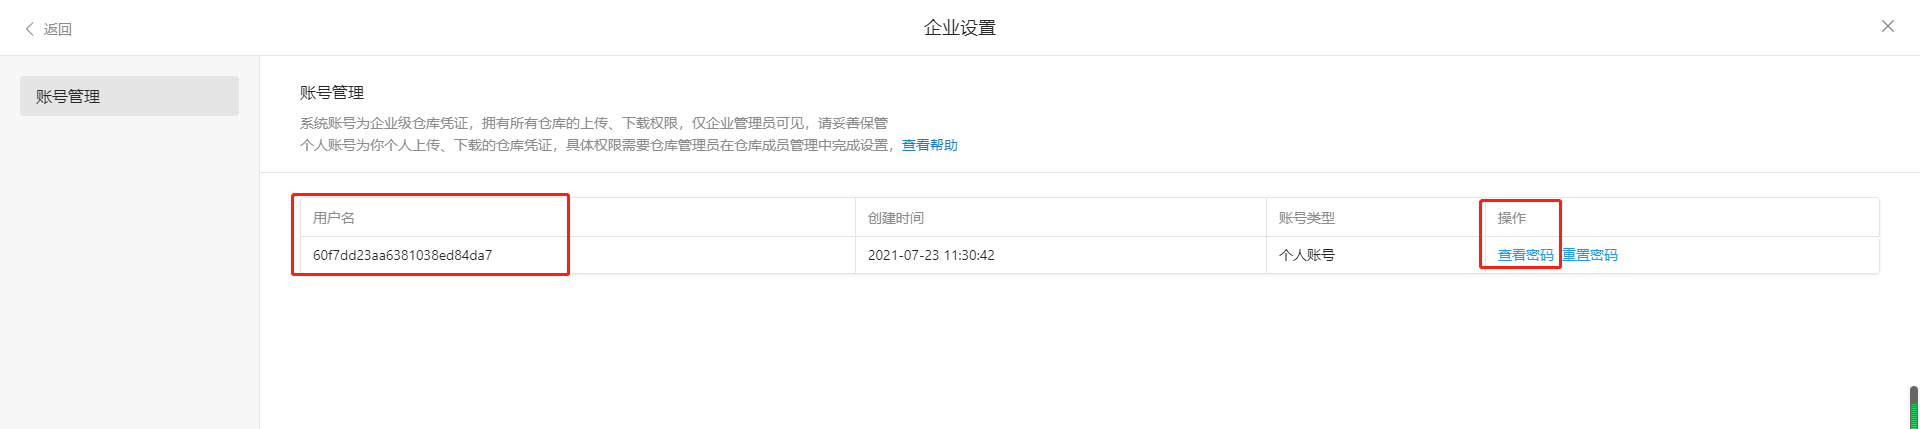 返回
企业设置
账号管理
账号管理
系统账号为企业级仓库凭证，拥有所有仓库的上传、下载权限，仅企业管理员可见，请妥善保管
个人账号为你个人上传、下载的仓库凭证，具体权限需要仓库管理员在仓库成员管理中完成设置，查看帮助
用户名 创建时间 账号类型 操作
60f7dd23aa6381038ed84da7 2021-07-23 11:30:42 个人账号 查看密码 重置密码